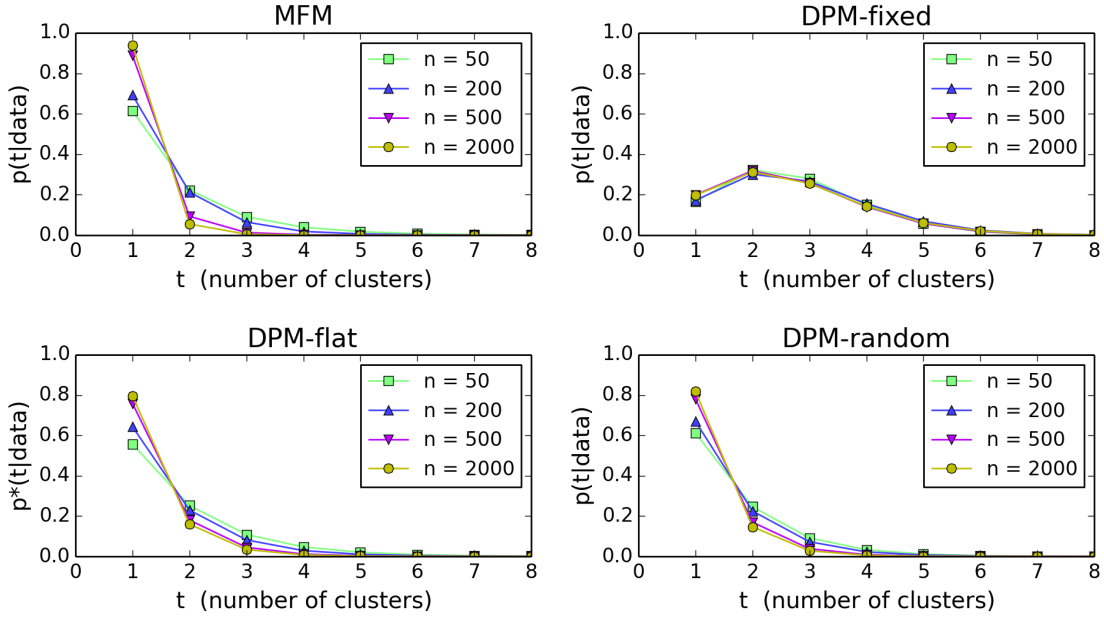 MFM
p(t|data)
1.0
0.8
0.6
0.4
0.2
0.0
n = 50
n = 200
n = 500
n = 2000
0 1 2 3 4 5 6 7 8
t (number of clusters)
DPM-fixed
p(t|data)
1.0
0.8
0.6
0.4
0.2
0.0
n = 50
n = 200
n = 500
n = 2000
0 1 2 3 4 5 6 7 8
t (number of clusters)
DPM-flat
p*(t|data)
1.0
0.8
0.6
0.4
0.2
0.0
n = 50
n = 200
n = 500
n = 2000
0 1 2 3 4 5 6 7 8
t (number of clusters)
DPM-random
p(t|data)
1.0
0.8
0.6
0.4
0.2
0.0
n = 50
n = 200
n = 500
n = 2000
0 1 2 3 4 5 6 7 8
t (number of clusters)